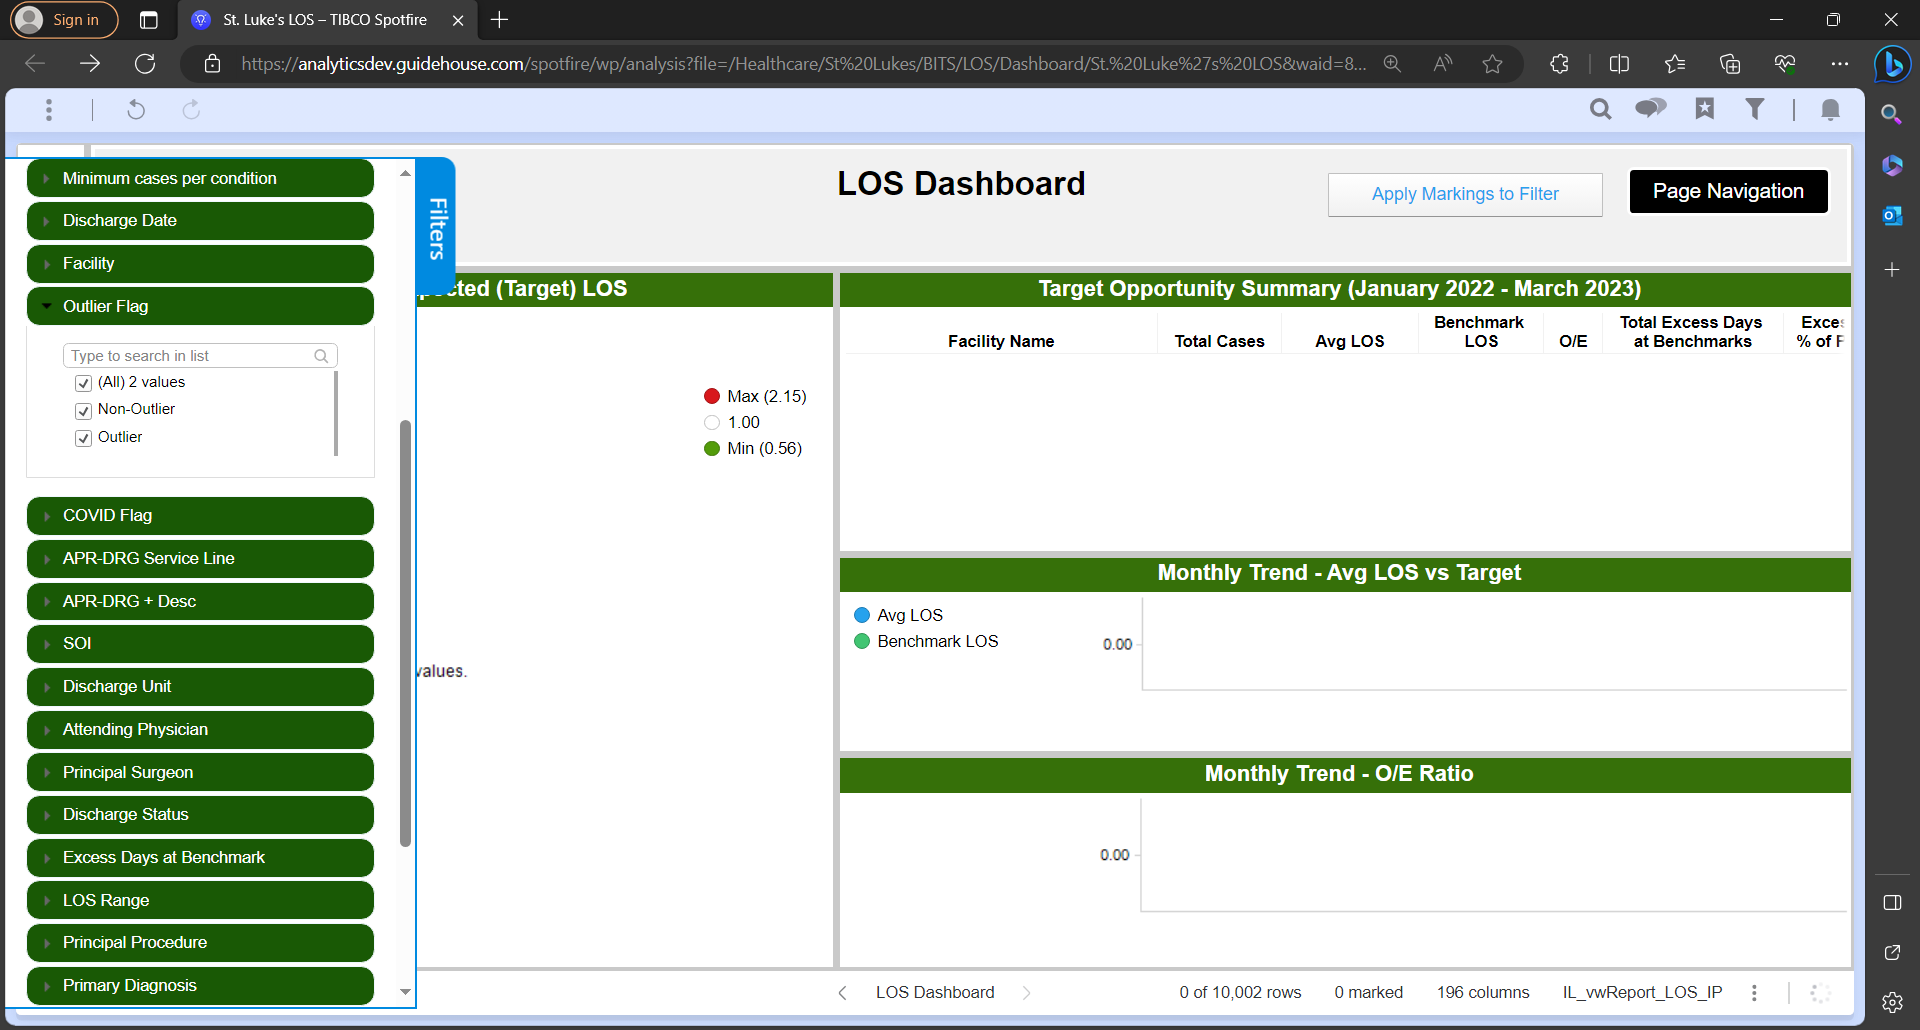 Sign in
St. Luke's LOS – TIBCO Spotfire
https://analyticsdev.guidehouse.com/spotfire/wp/analysis?file=/Healthcare/St%20Lukes/BITS/LOS/Dashboard/St.%20Luke%27s%20LOS&waid=8...
LOS Dashboard
Apply Markings to Filter
Page Navigation
Filters
Minimum cases per condition
Discharge Date
Facility
Outlier Flag
Type to search in list
(All) 2 values
Non-Outlier
Outlier
COVID Flag
APR-DRG Service Line
APR-DRG + Desc
SOI
Discharge Unit
Attending Physician
Principal Surgeon
Discharge Status
Excess Days at Benchmark
LOS Range
Principal Procedure
Primary Diagnosis
(Target) LOS
Max (2.15)
1.00
Min (0.56)
values.
Target Opportunity Summary (January 2022 - March 2023)
Facility Name
Total Cases
Avg LOS
Benchmark
LOS
O/E
Total Excess Days
at Benchmarks
% of
Monthly Trend - Avg LOS vs Target
Avg LOS
Benchmark LOS
0.00
Monthly Trend - O/E Ratio
0.00
LOS Dashboard
0 of 10,002 rows
0 marked
196 columns
IL_vwReport_LOS_IP